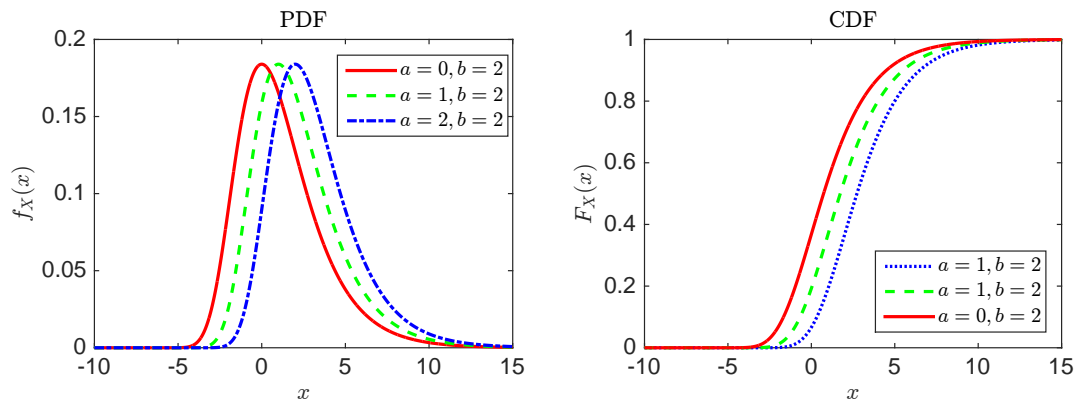 PDF
0.2
0.15
0.1
0.05
0
f_X(x)
a = 0, b = 2
a = 1, b = 2
a = 2, b = 2
-10 -5 0 5 10 15
x
CDF
1
0.8
0.6
0.4
0.2
0
F_X(x)
a = 1, b = 2
a = 1, b = 2
a = 0, b = 2
-10 -5 0 5 10 15
x